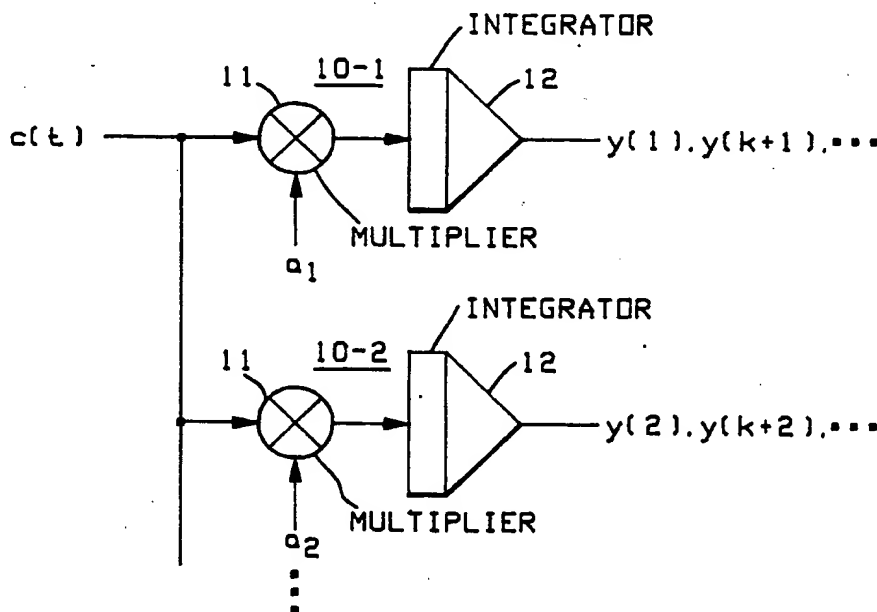 INTEGRATOR
11
10-1
12
c(t)
y(1),y(k+1),▪▪▪
MULTIPLIER
a1
INTEGRATOR
11
10-2
12
y(2),y(k+2),▪▪▪
MULTIPLIER
a2